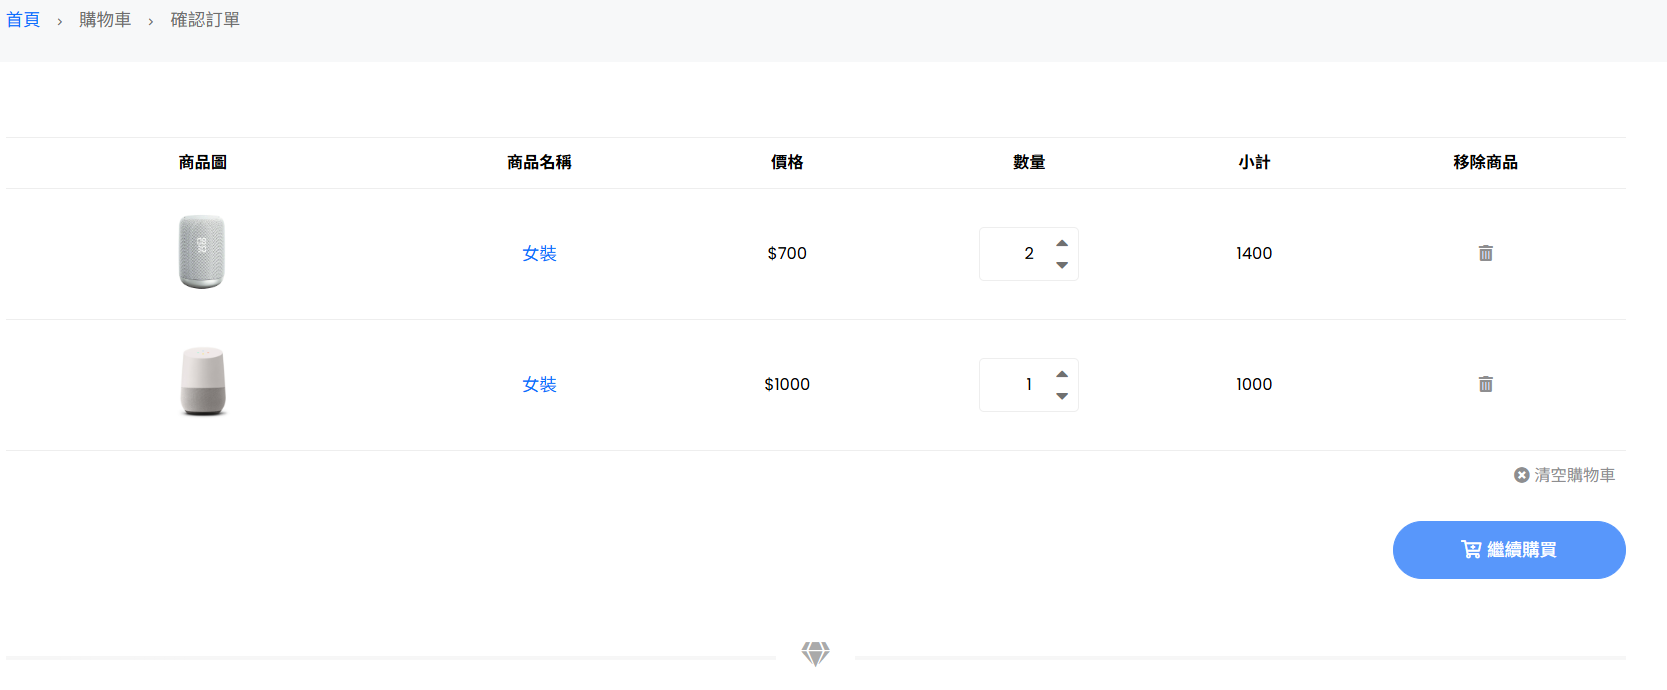 首頁 › 購物車 › 確認訂單
商品圖 商品名稱 價格 數量 小計 移除商品
女裝 $700 2 1400
女裝 $1000 1 1000
清空購物車
繼續購買